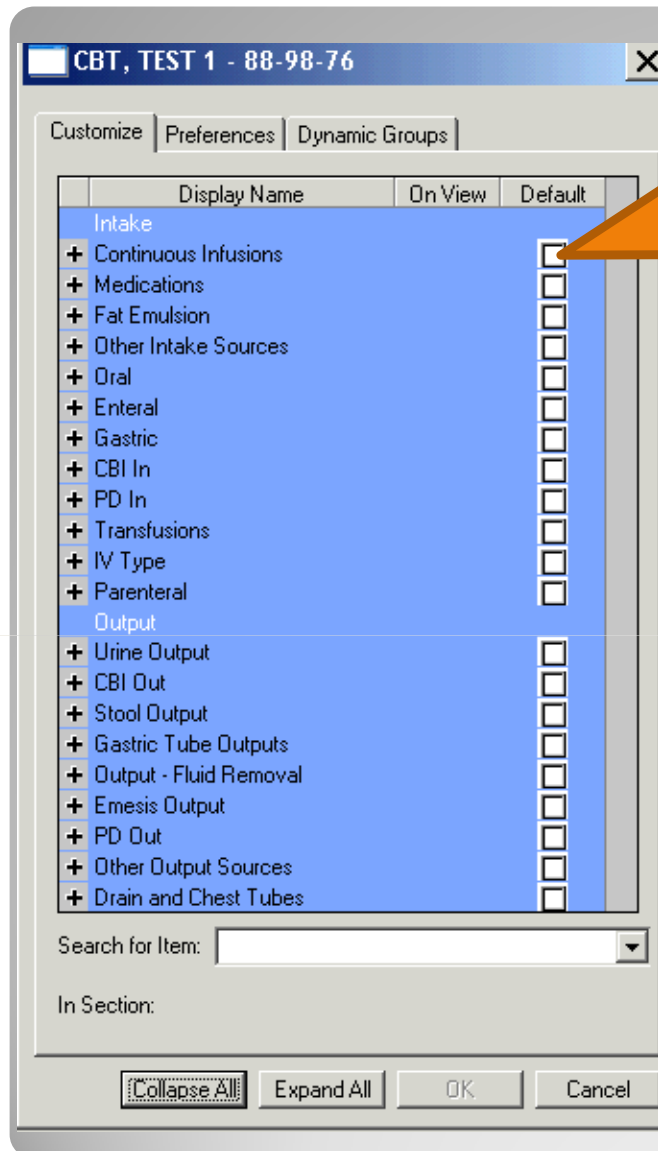 CBT, TEST 1 - 88-98-76
Customize Preferences Dynamic Groups
Display Name On View Default
Intake
+ Continuous Infusions
+ Medications
+ Fat Emulsion
+ Other Intake Sources
+ Oral
+ Enteral
+ Gastric
+ CBI In
+ PD In
+ Transfusions
+ IV Type
+ Parenteral
Output
+ Urine Output
+ CBI Out
+ Stool Output
+ Gastric Tube Outputs
+ Output - Fluid Removal
+ Emesis Output
+ PD Out
+ Other Output Sources
+ Drain and Chest Tubes
Search for Item:
In Section:
Collapse All Expand All OK Cancel